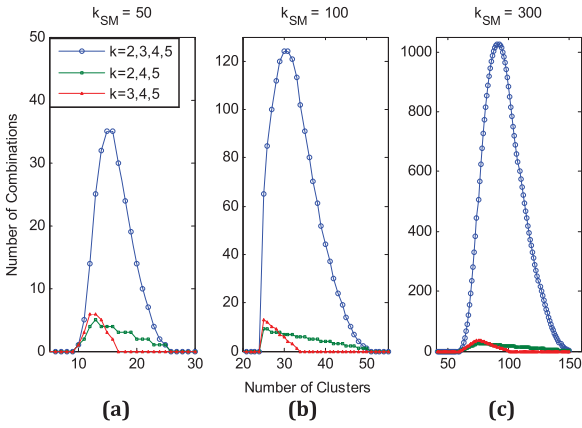 k_SM = 50
k_SM = 100
k_SM = 300
Number of Combinations
50
40
30
20
10
0
k=2,3,4,5
k=2,4,5
k=3,4,5
10
20
30
120
100
80
60
40
20
0
20
30
40
50
1000
800
600
400
200
0
50
100
150
Number of Clusters
(a)
(b)
(c)